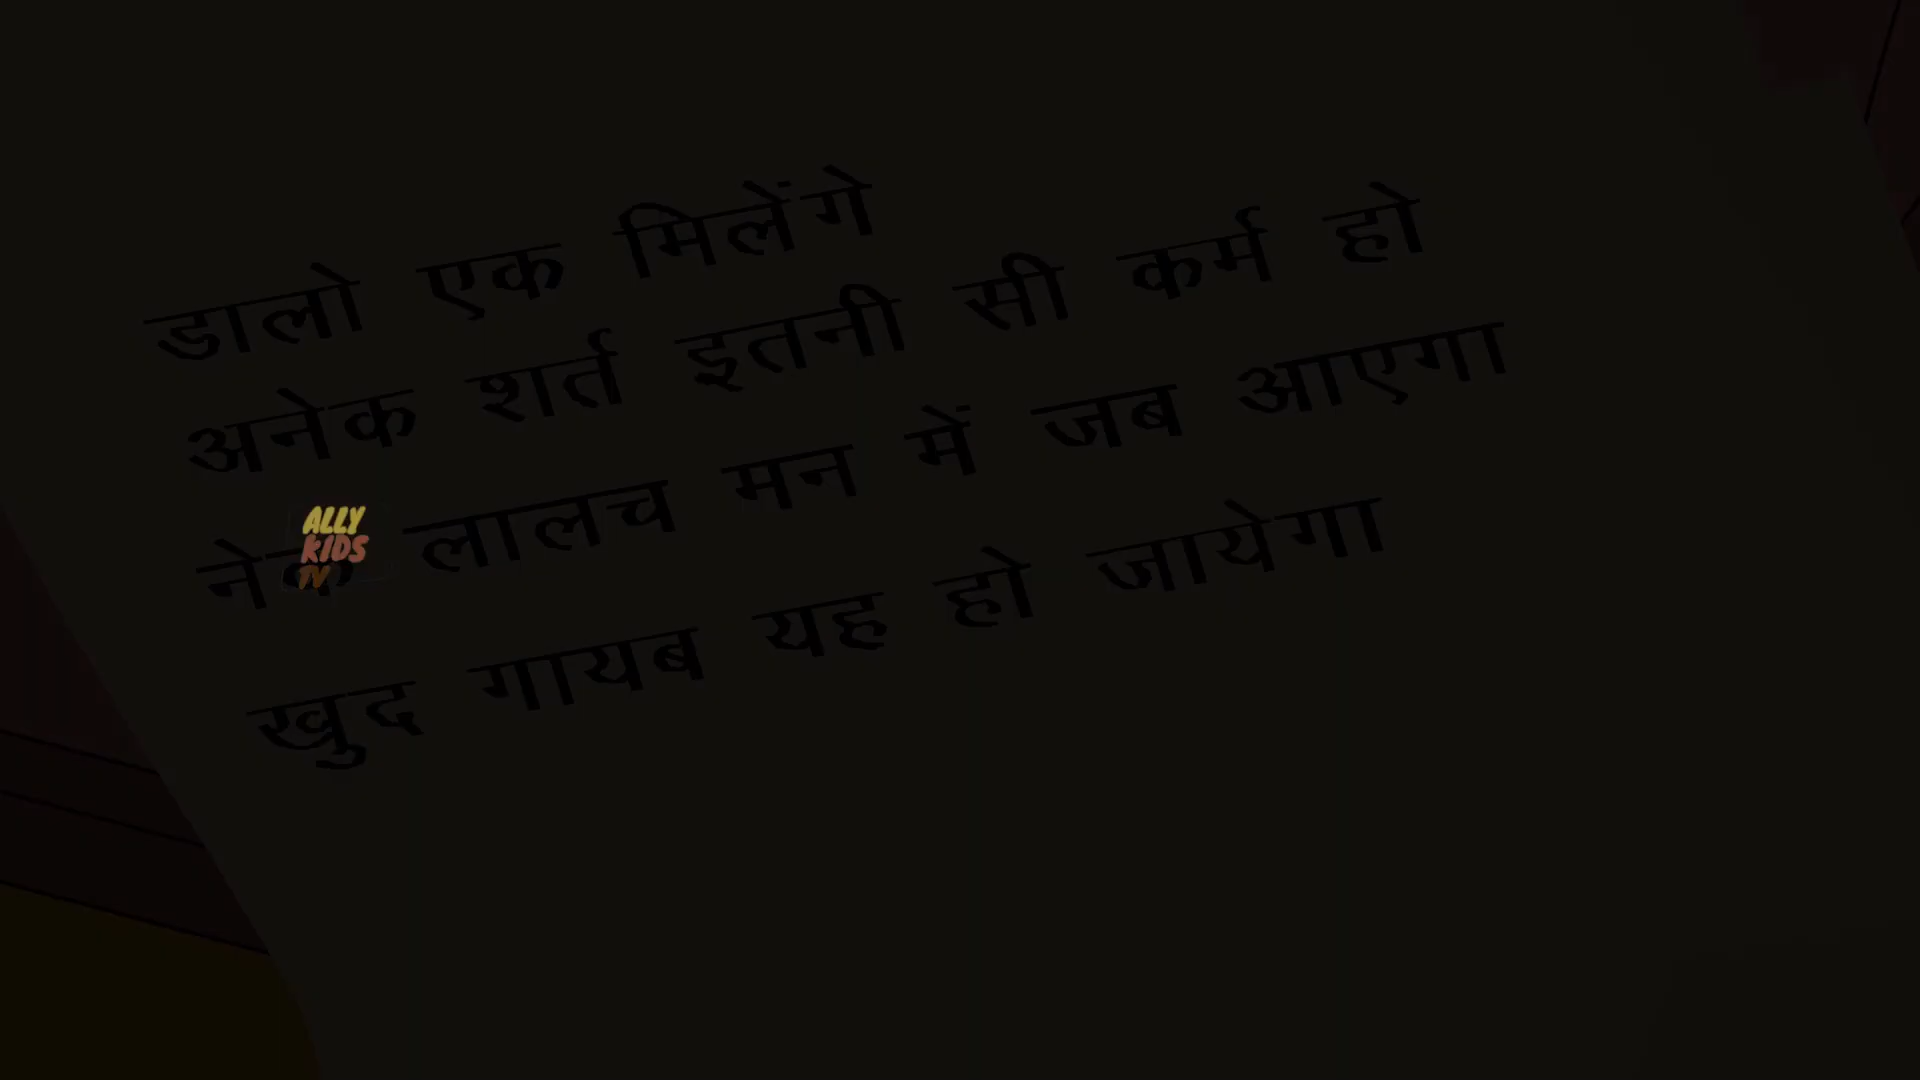 डालो एक मिलेंगे
अनेक शर्त इतनी सी कर्म हो
नेक लालच मन में जब आएगा
खुद गायब यह हो जायेगा
ALLY
KIDS
TV